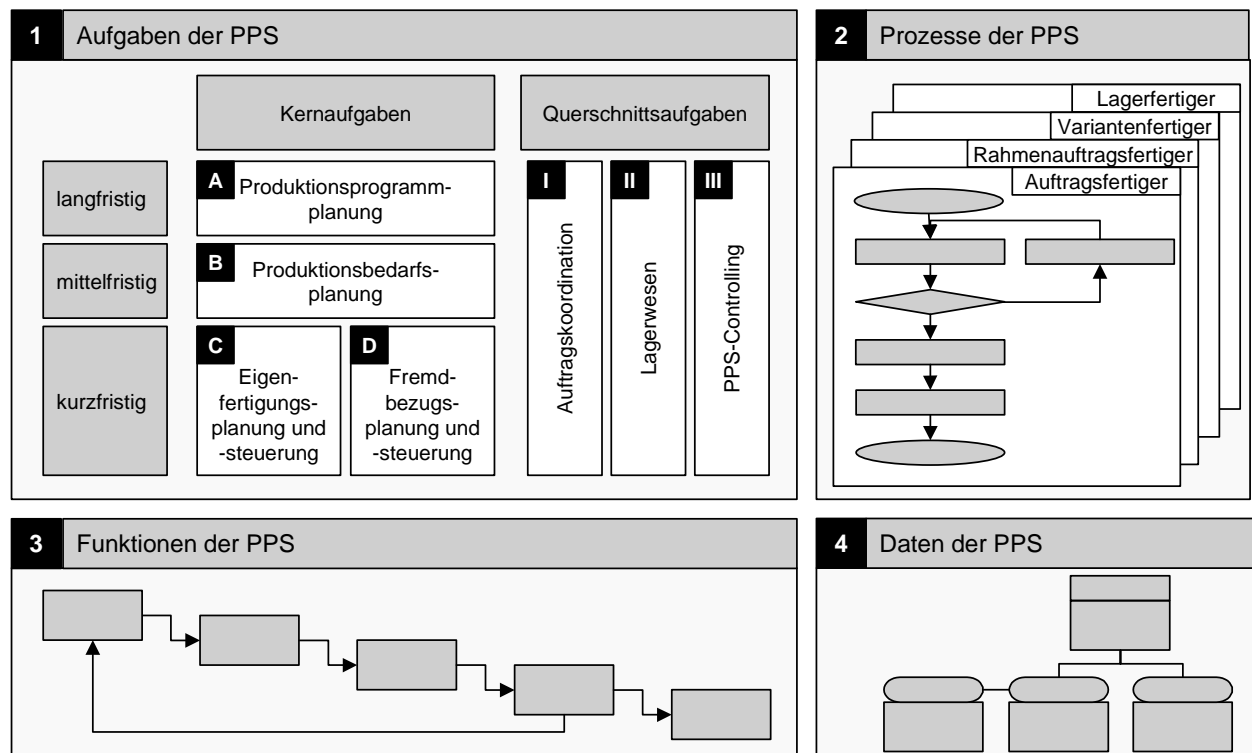 1 Aufgaben der PPS
Kernaufgaben
Querschnittsaufgaben
langfristig
mittelfristig
kurzfristig
A Produktionsprogramm-
planung
B Produktionsbedarfs-
planung
C
Eigen-
fertigungs-
planung und
-steuerung
D
Fremd-
bezugs-
planung und
-steuerung
I
Auftragskoordination
II
Lagerwesen
III
PPS-Controlling
2 Prozesse der PPS
Lagerfertiger
Variantenfertiger
Rahmenauftragsfertiger
Auftragsfertiger
3 Funktionen der PPS
4 Daten der PPS